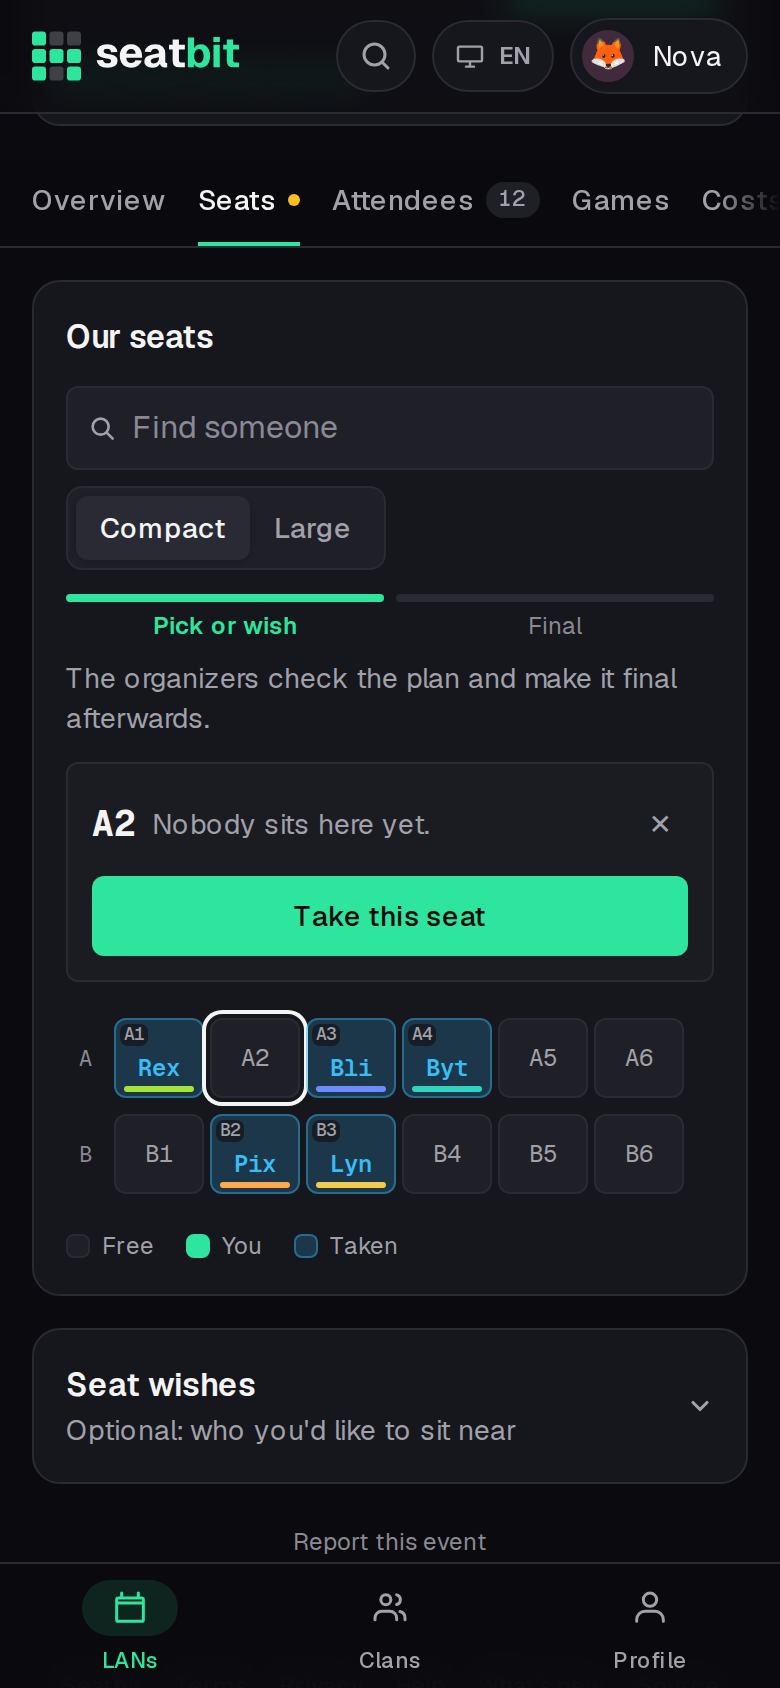 seatbit
EN
Nova
Overview Seats Attendees 12 Games Costs
Our seats
Find someone
Compact Large
Pick or wish Final
The organizers check the plan and make it final
afterwards.
A2 Nobody sits here yet. ✕
Take this seat
A A1 Rex A2 A3 Bli A4 Byt A5 A6
B B1 B2 Pix B3 Lyn B4 B5 B6
Free You Taken
Seat wishes
Optional: who you'd like to sit near
Report this event
LANs Clans Profile